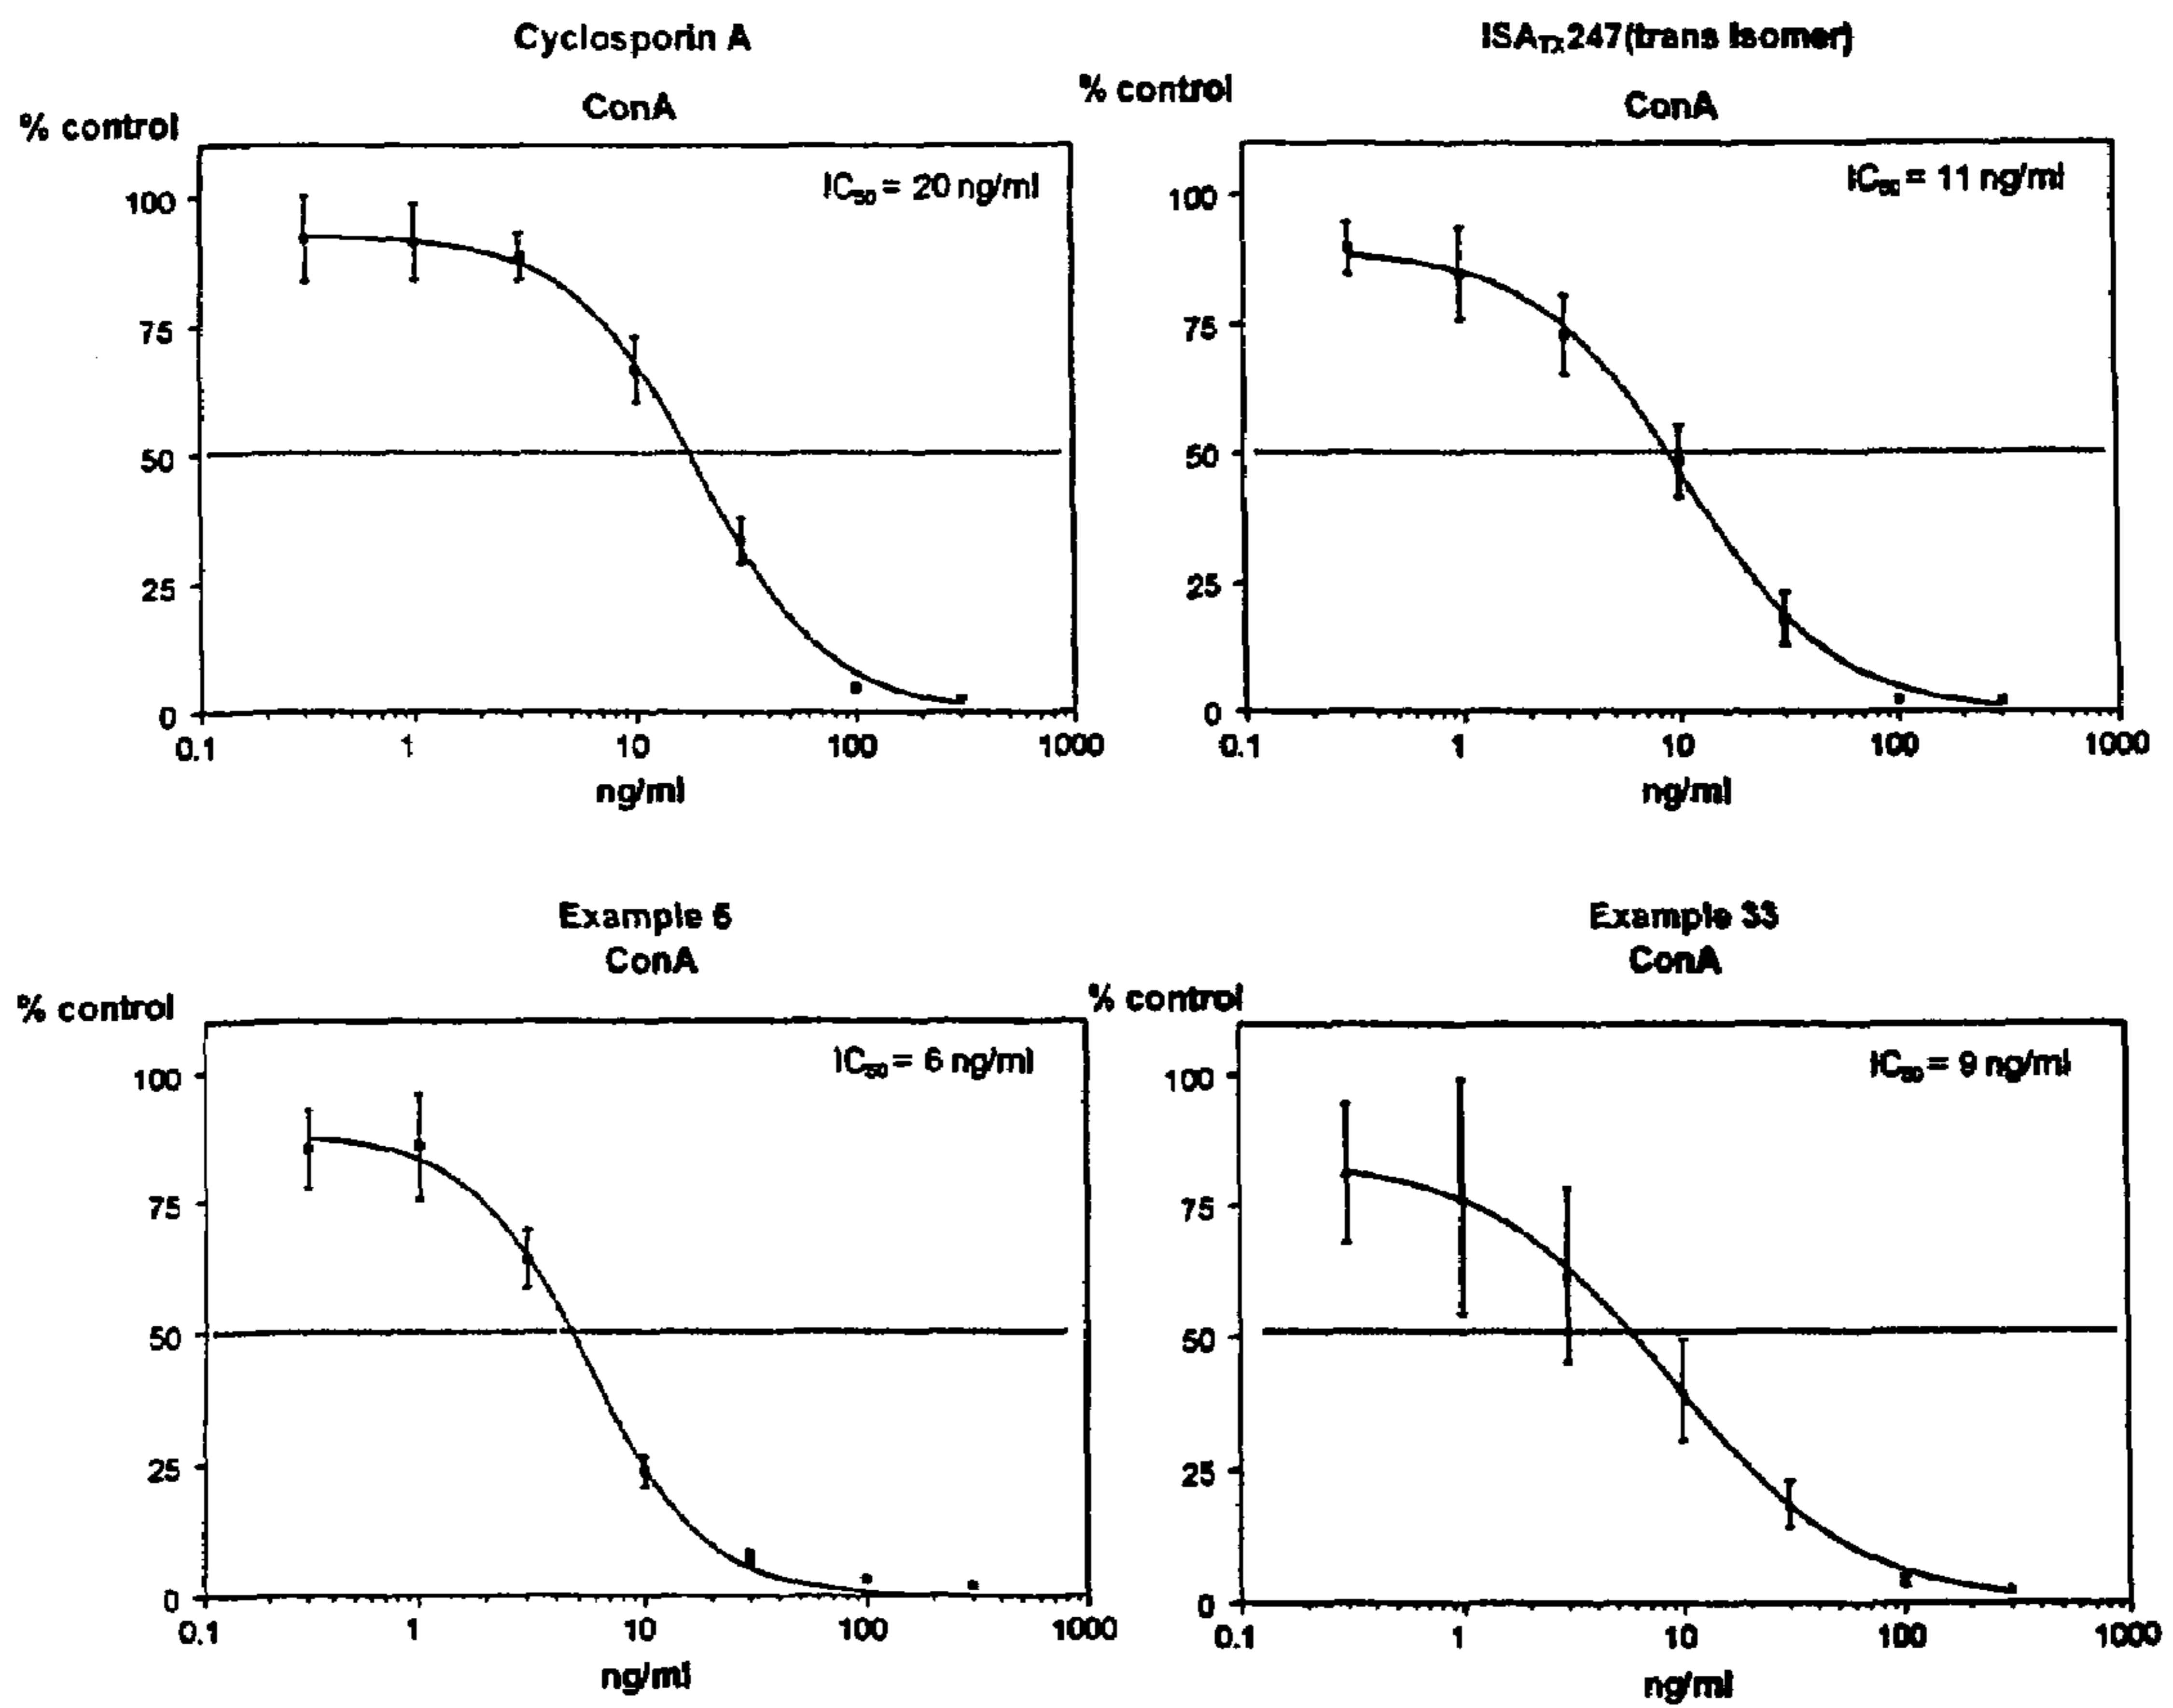 Cyclosporin A
ConA
% control
IC50 = 20 ng/ml
100
75
50
25
0
0.1 1 10 100 1000
ng/ml
ISATX247(trans isomer)
ConA
% control
IC50 = 11 ng/ml
100
75
50
25
0
0.1 1 10 100 1000
ng/ml
Example 6
ConA
% control
IC50 = 6 ng/ml
100
75
50
25
0
0.1 1 10 100 1000
ng/ml
Example 33
ConA
% control
IC50 = 9 ng/ml
100
75
50
25
0
0.1 1 10 100 1000
ng/ml